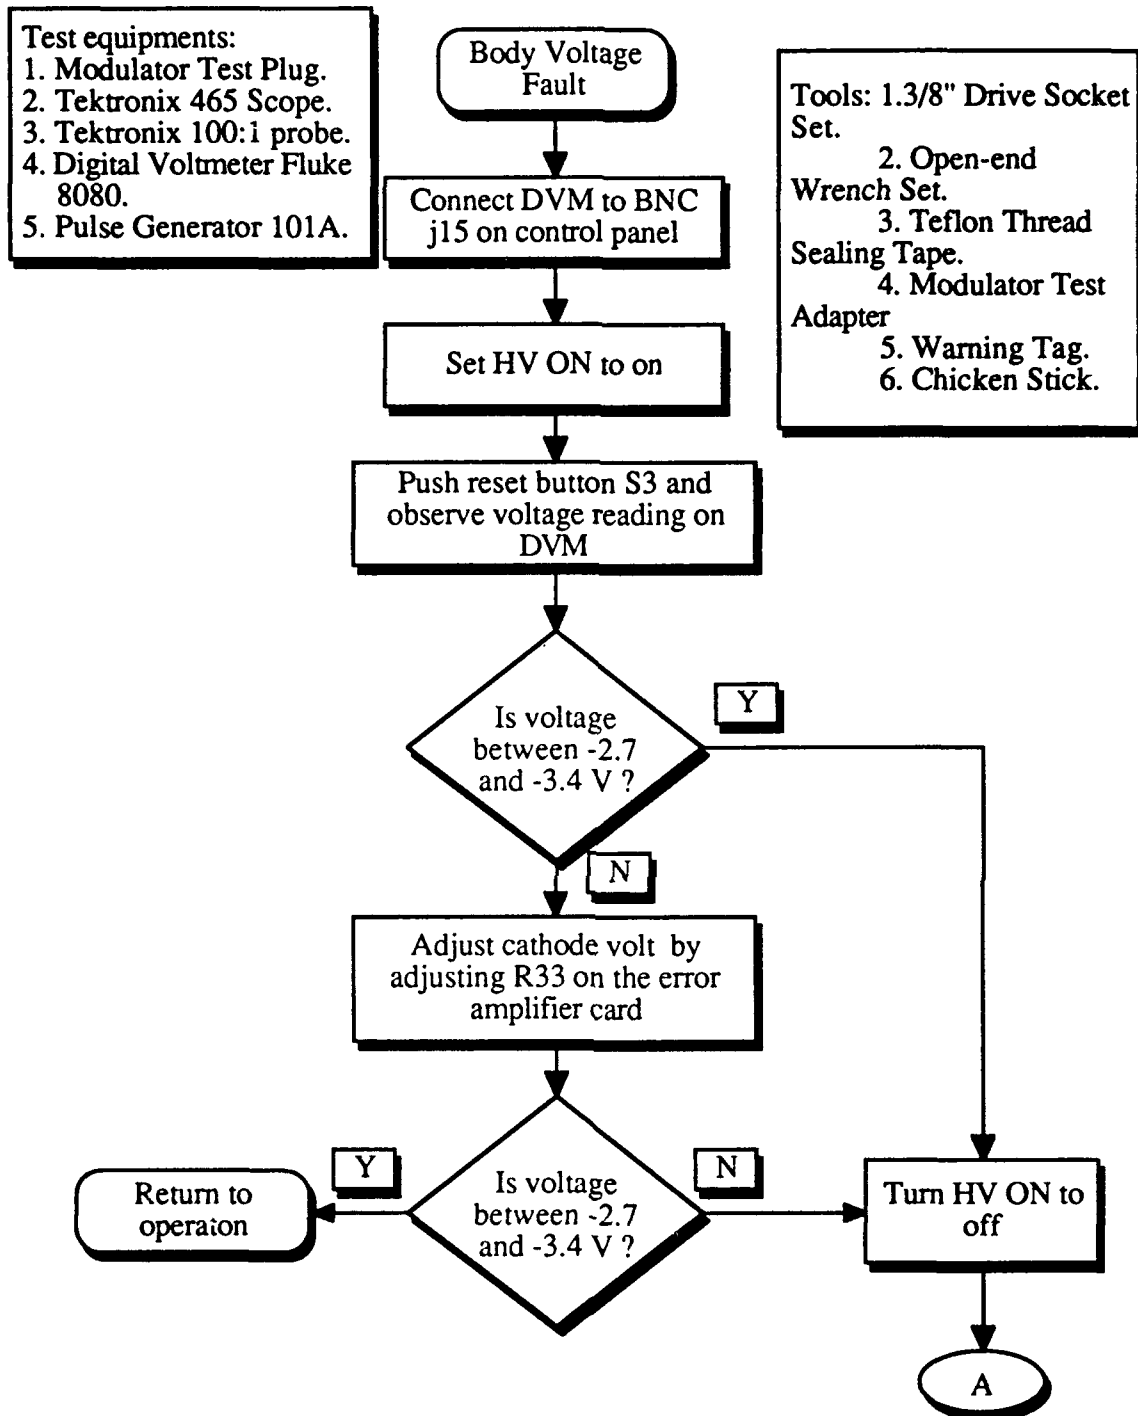 Test equipments:
1. Modulator Test Plug.
2. Tektronix 465 Scope.
3. Tektronix 100:1 probe.
4. Digital Voltmeter Fluke
8080.
5. Pulse Generator 101A.
Body Voltage
Fault
Tools: 1.3/8" Drive Socket
Set.
2. Open-end
Wrench Set.
3. Teflon Thread
Sealing Tape.
4. Modulator Test
Adapter
5. Warning Tag.
6. Chicken Stick.
Connect DVM to BNC
j15 on control panel
Set HV ON to on
Push reset button S3 and
observe voltage reading on
DVM
Is voltage
between -2.7
and -3.4 V ?
Y
N
Adjust cathode volt by
adjusting R33 on the error
amplifier card
Is voltage
between -2.7
and -3.4 V ?
Y
N
Return to
operaion
Turn HV ON to
off
A